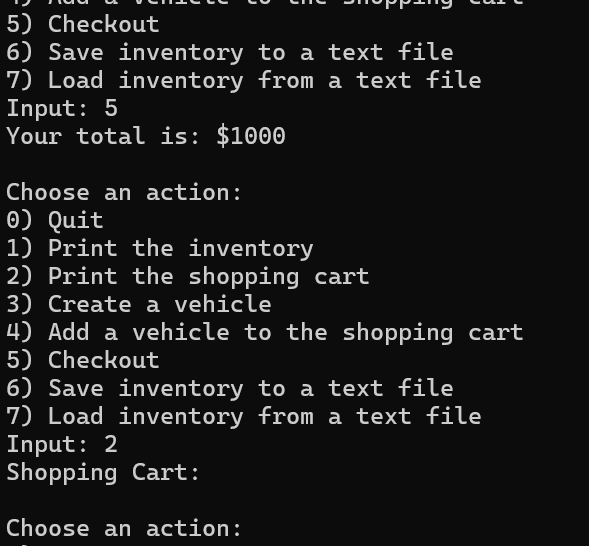 4) Add a vehicle to the shopping cart
5) Checkout
6) Save inventory to a text file
7) Load inventory from a text file
Input: 5
Your total is: $1000
Choose an action:
0) Quit
1) Print the inventory
2) Print the shopping cart
3) Create a vehicle
4) Add a vehicle to the shopping cart
5) Checkout
6) Save inventory to a text file
7) Load inventory from a text file
Input: 2
Shopping Cart:
Choose an action: